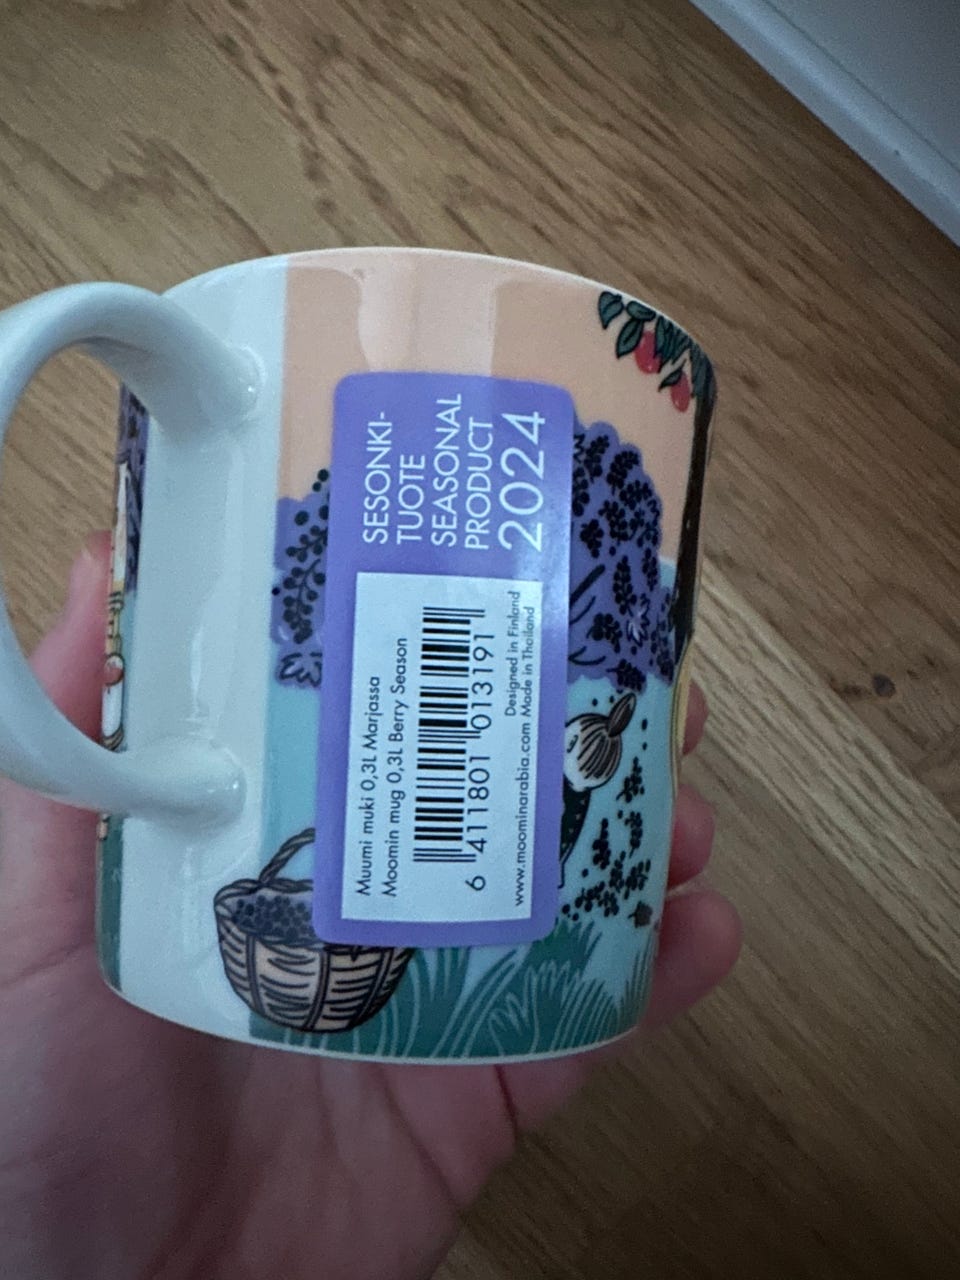 SESONKI-
TUOTE
SEASONAL
PRODUCT
2024
Muumi muki 0,3L Marjassa
Moomin mug 0,3L Berry Season
6 411801 013191
Designed in Finland
www.moominarabia.com Made in Thailand